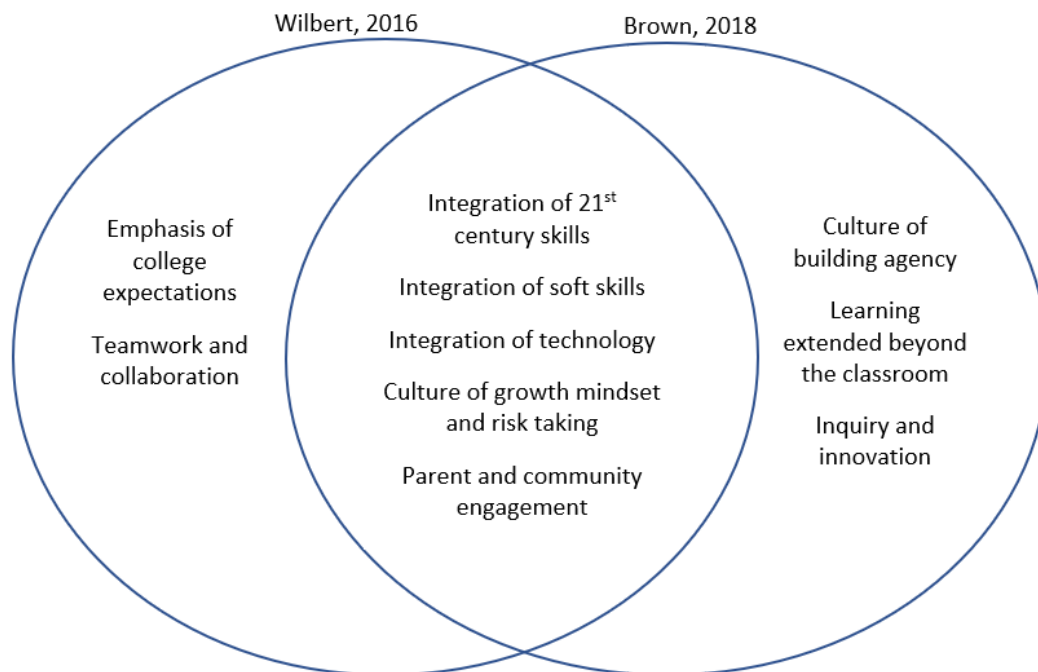 Wilbert, 2016
Brown, 2018
Emphasis of
college
expectations
Teamwork and
collaboration
Integration of 21st
century skills
Integration of soft skills
Integration of technology
Culture of growth mindset
and risk taking
Parent and community
engagement
Culture of
building agency
Learning
extended beyond
the classroom
Inquiry and
innovation